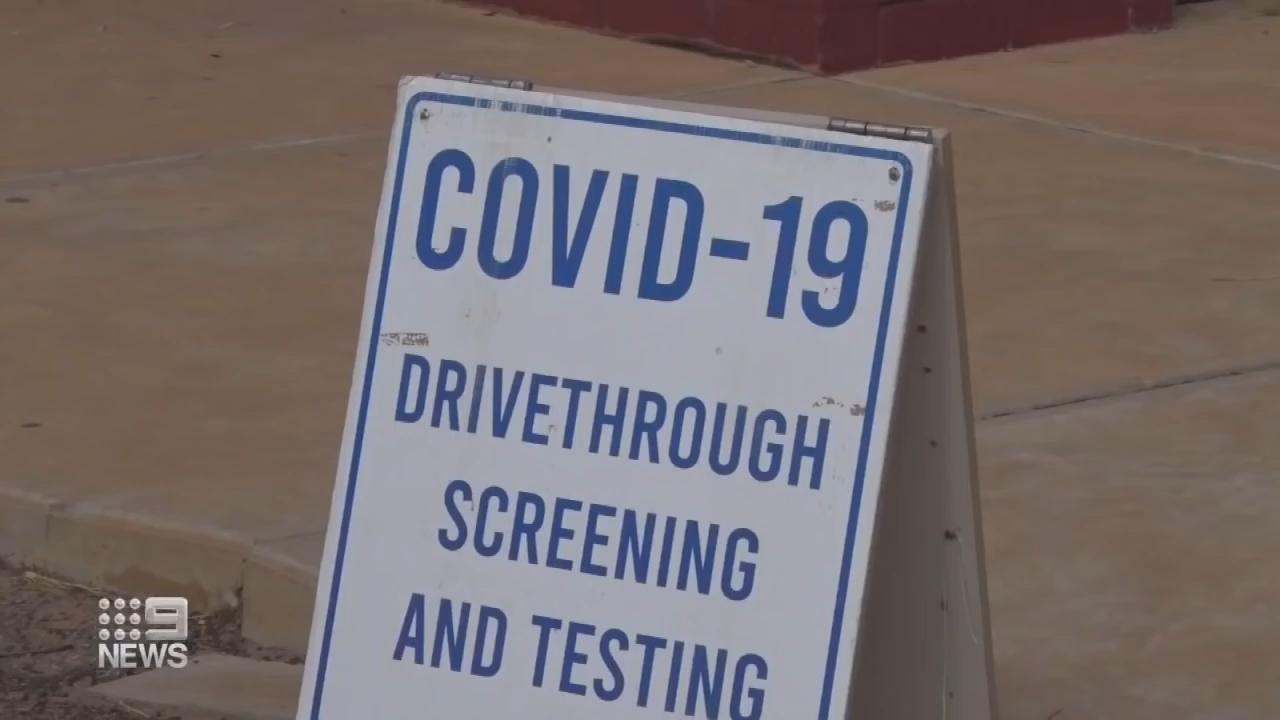 COVID-19
DRIVETHROUGH
SCREENING
AND TESTING
9
NEWS